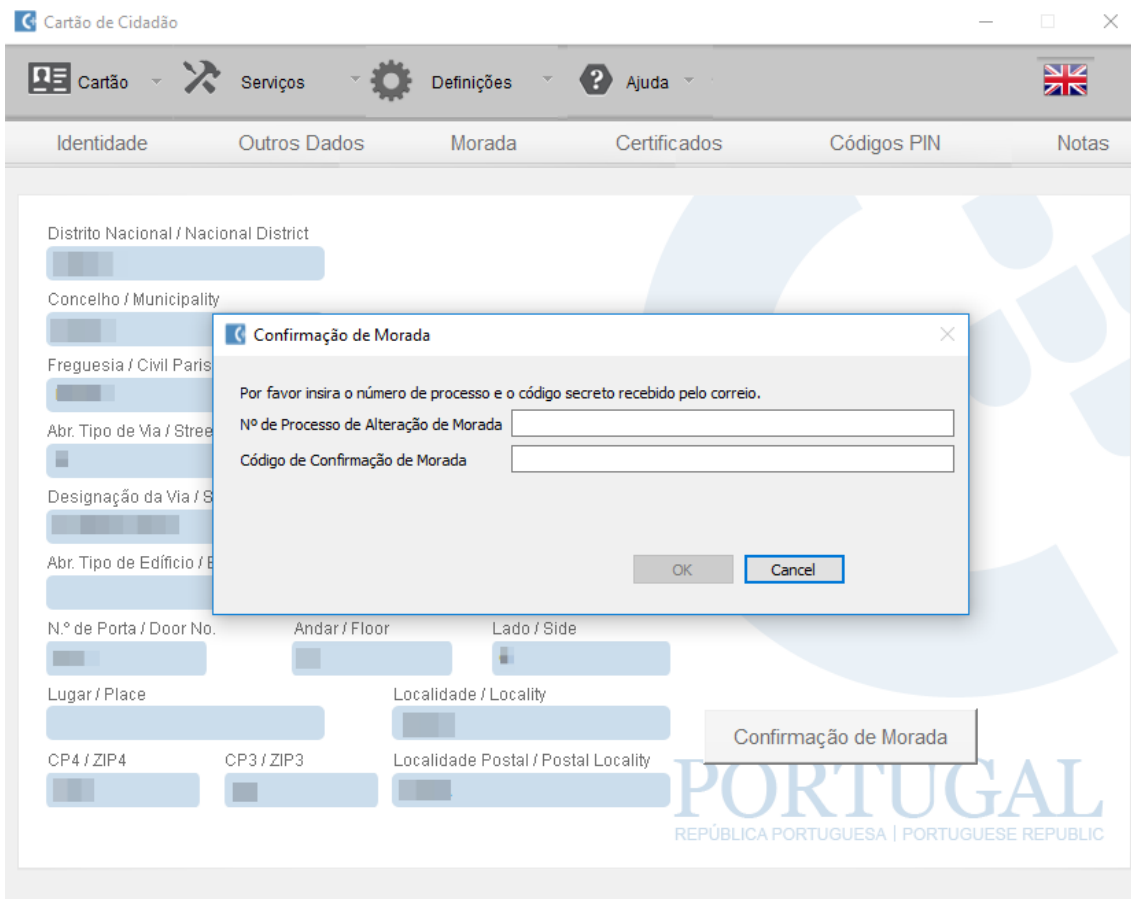 Cartão de Cidadão
Cartão Serviços Definições Ajuda
Identidade Outros Dados Morada Certificados Códigos PIN Notas
Distrito Nacional / Nacional District
Concelho / Municipality
Freguesia / Civil Paris
Abr. Tipo de Via / Stree
Designação da Via / S
Abr. Tipo de Edíficio / E
Confirmação de Morada
Por favor insira o número de processo e o código secreto recebido pelo correio.
Nº de Processo de Alteração de Morada
Código de Confirmação de Morada
OK Cancel
N.º de Porta / Door No. Andar / Floor Lado / Side
Lugar / Place Localidade / Locality
Confirmação de Morada
CP4 / ZIP4 CP3 / ZIP3 Localidade Postal / Postal Locality
PORTUGAL
REPÚBLICA PORTUGUESA | PORTUGUESE REPUBLIC